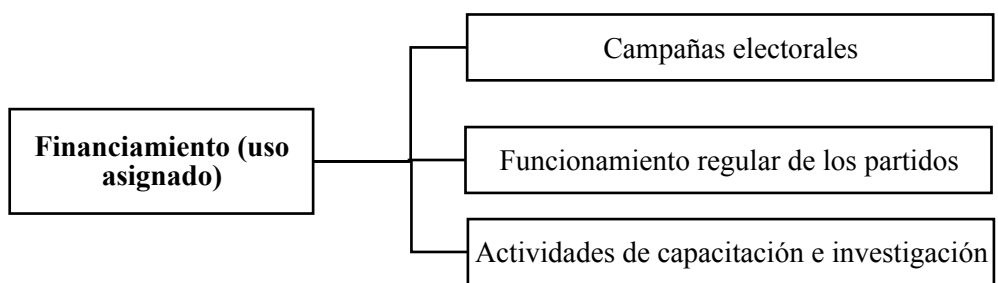 Campañas electorales
Financiamiento (uso
asignado)
Funcionamiento regular de los partidos
Actividades de capacitación e investigación